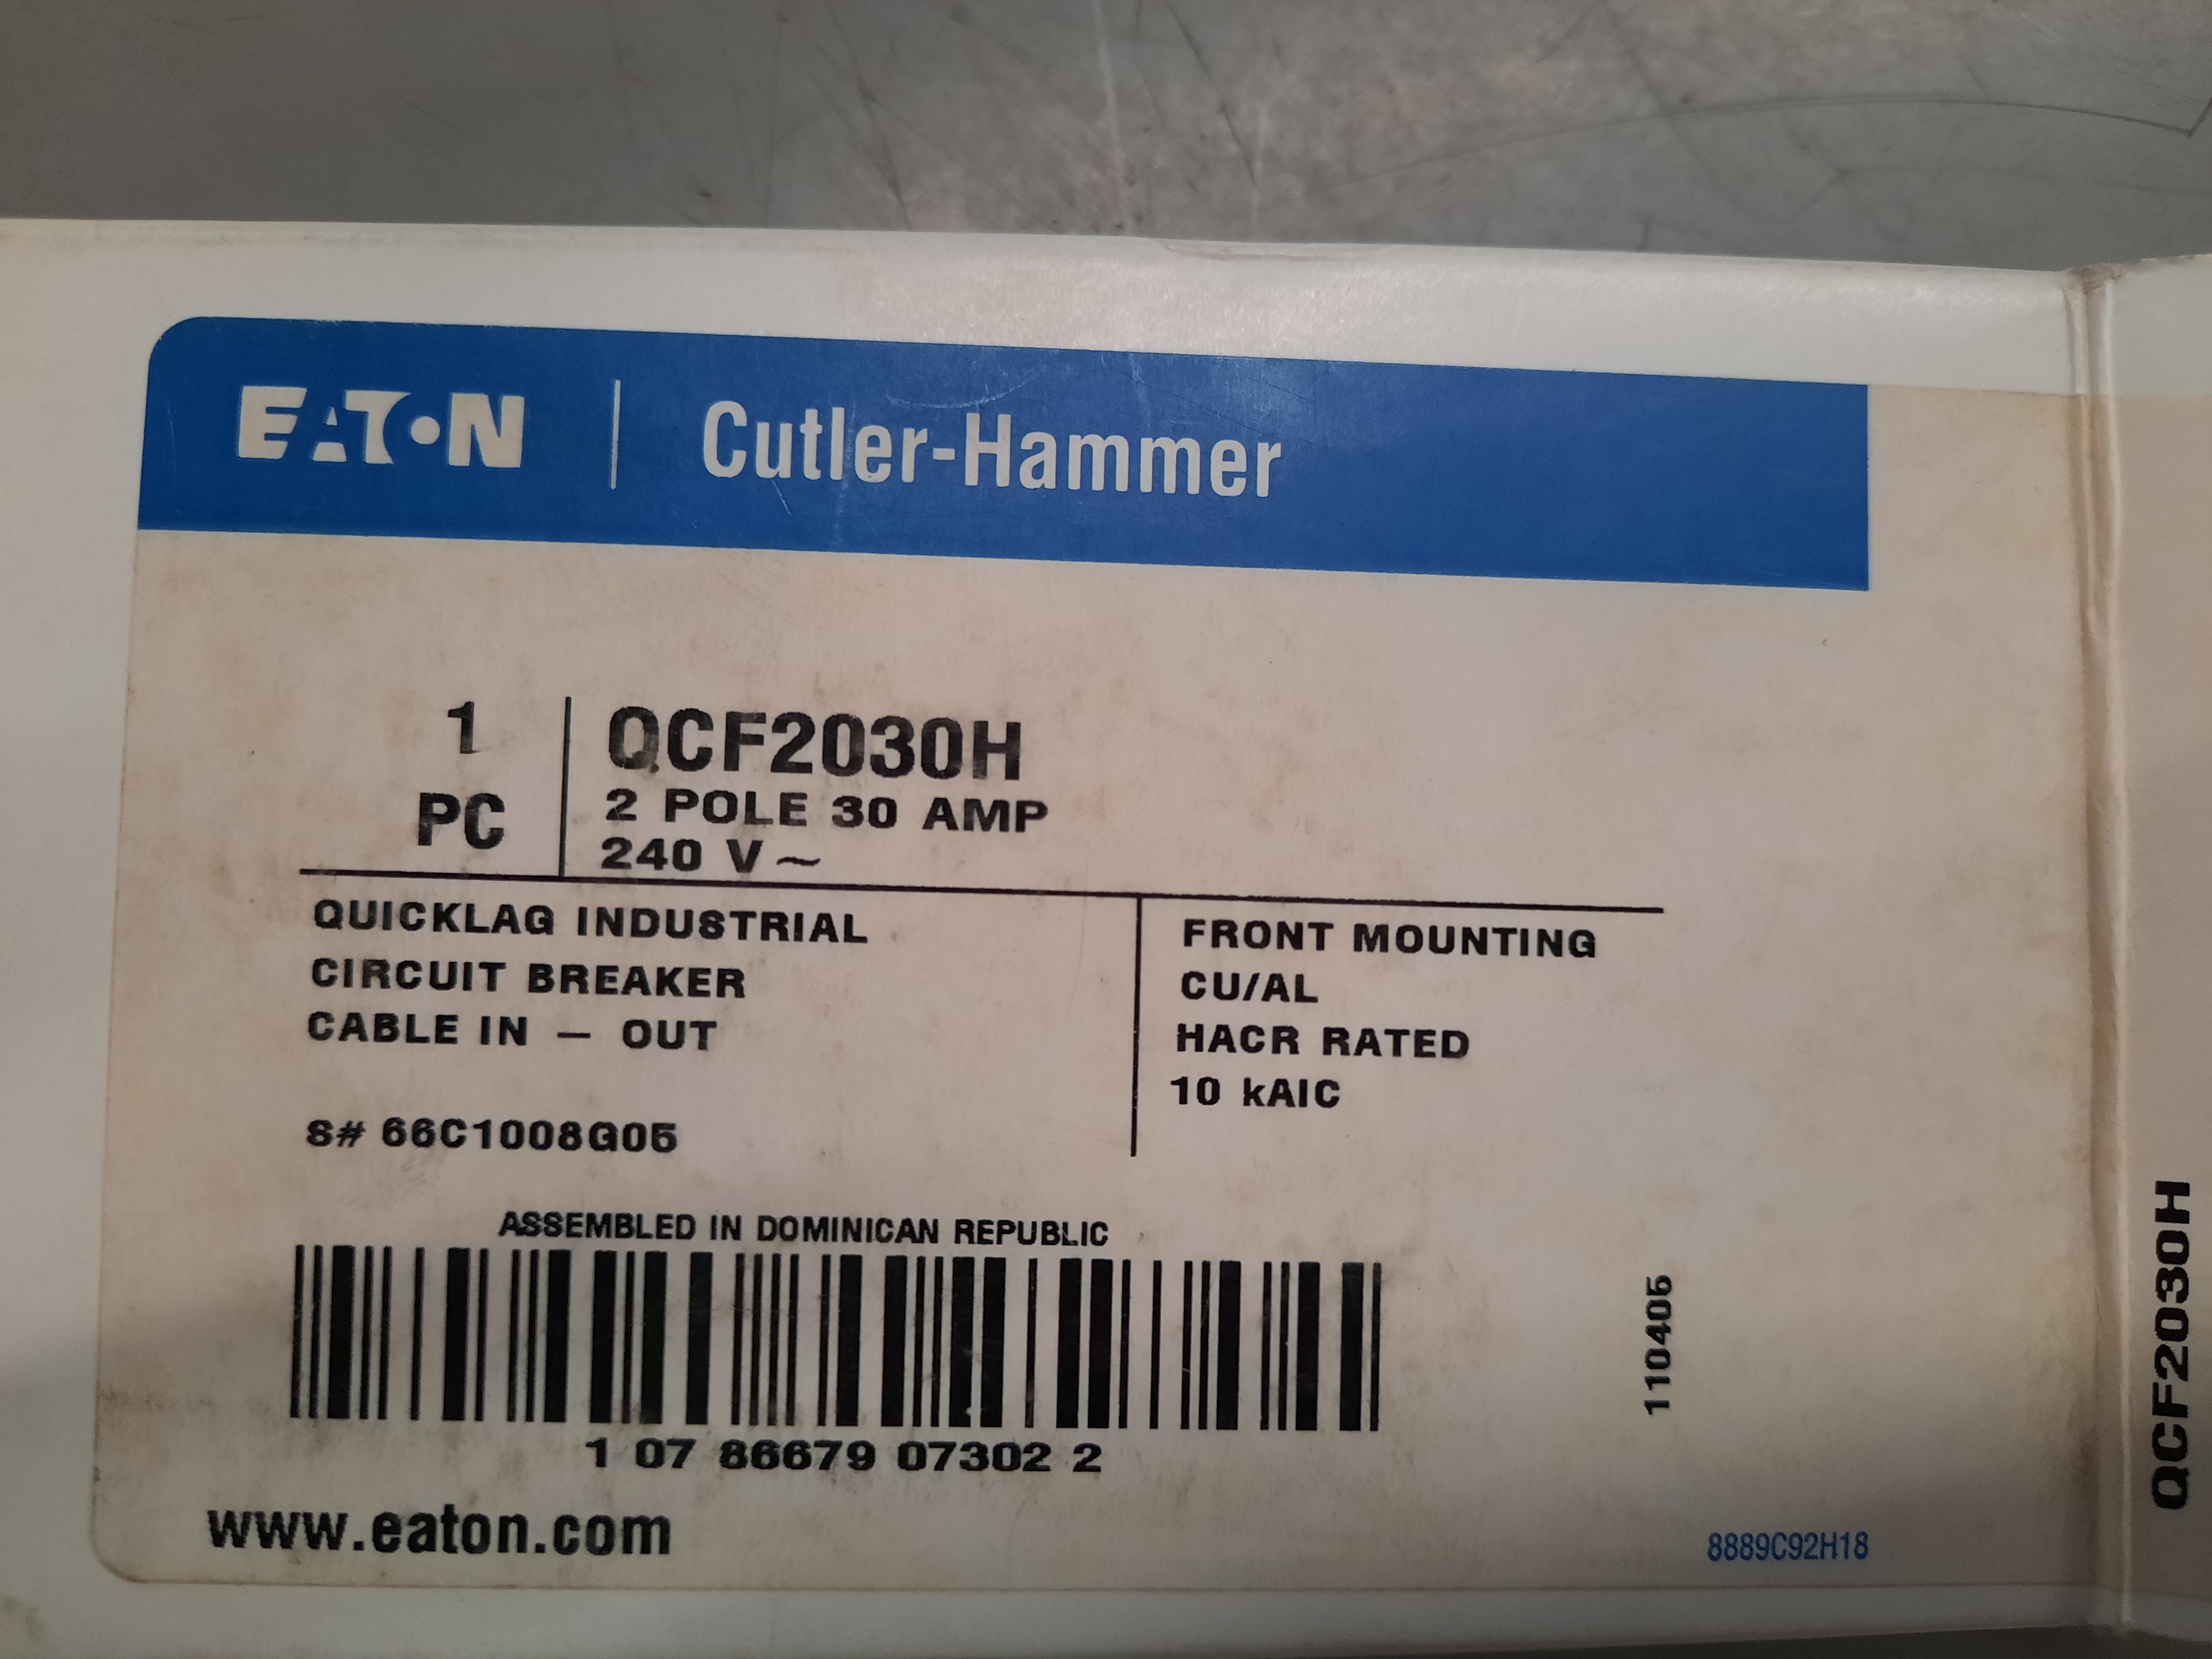 EATON | Cutler-Hammer
1
PC
QCF2030H
2 POLE 30 AMP
240 V ~
QUICKLAG INDUSTRIAL
CIRCUIT BREAKER
CABLE IN – OUT
S# 66C1008G05
FRONT MOUNTING
CU/AL
HACR RATED
10 kAIC
ASSEMBLED IN DOMINICAN REPUBLIC
1 07 86679 07302 2
110405
www.eaton.com
8889C92H18
QCF2030H